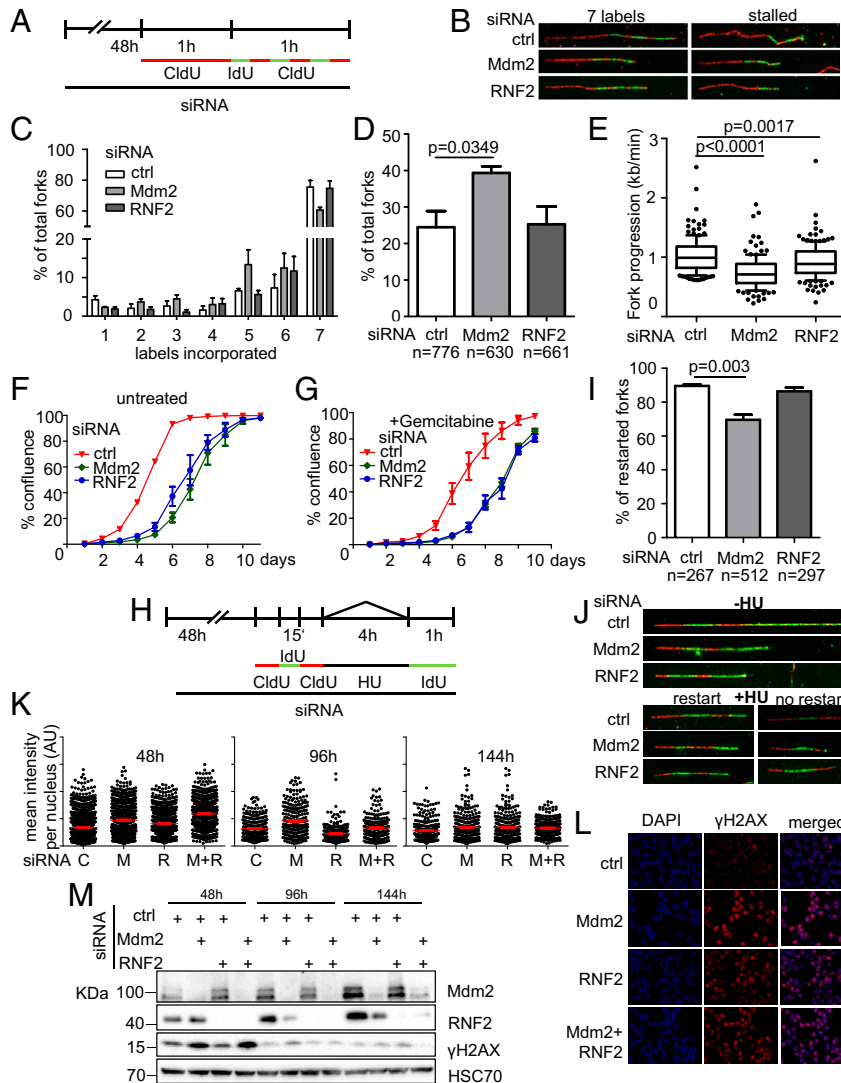 A
48h
1h
1h
CldU
IdU
CldU
siRNA
B
siRNA
7 labels
stalled
ctrl
Mdm2
RNF2
C
siRNA
ctrl
Mdm2
RNF2
% of total forks
80
60
40
20
10
0
1 2 3 4 5 6 7
labels incorporated
D
p=0.0349
% of total forks
50
40
30
20
10
0
siRNA ctrl Mdm2 RNF2
n=776 n=630 n=661
E
p=0.0017
p<0.0001
Fork progression (kb/min)
3
2
1
0
siRNA ctrl Mdm2 RNF2
F
untreated
siRNA
ctrl
Mdm2
RNF2
% confluence
100
80
60
40
20
0
2 4 6 8 10 days
G
+Gemcitabine
siRNA
ctrl
Mdm2
RNF2
% confluence
100
80
60
40
20
0
2 4 6 8 10 days
I
p=0.003
% of restarted forks
100
80
60
40
20
0
siRNA ctrl Mdm2 RNF2
n=267 n=512 n=297
H
48h
15‘
4h
1h
IdU
CldU CldU HU IdU
siRNA
J
siRNA
-HU
ctrl
Mdm2
RNF2
restart +HU no restart
ctrl
Mdm2
RNF2
K
mean intensity
per nucleus (AU)
48h
96h
144h
siRNA C M R M+R C M R M+R C M R M+R
L
DAPI γH2AX merged
ctrl
Mdm2
RNF2
Mdm2+
RNF2
M
48h 96h 144h
siRNA
ctrl + + + + + +
Mdm2 + + + + + +
RNF2 + + + + + +
KDa 100 Mdm2
40 RNF2
15 γH2AX
70 HSC70